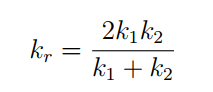 k_r = \frac{2k_1k_2}{k_1 + k_2}